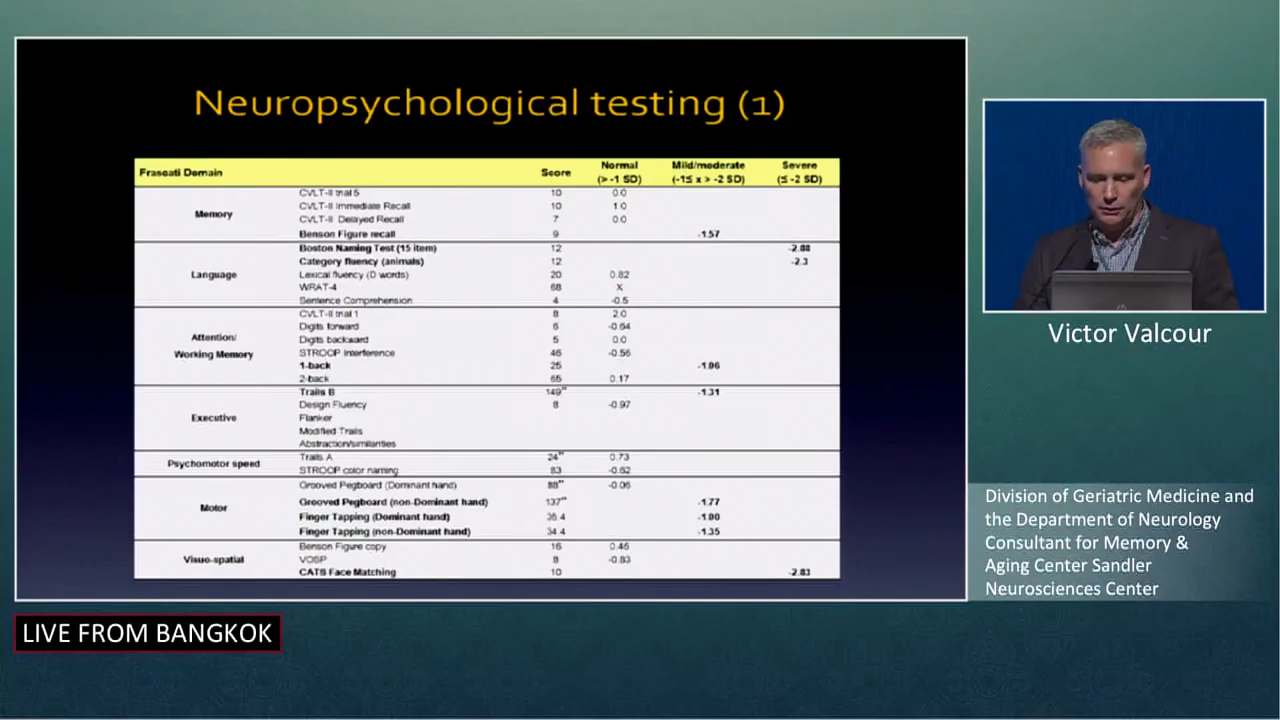 Neuropsychological testing (1)
Frascati Domain Score Normal (> -1 SD) Mild/moderate (-1≤ x > -2 SD) Severe (≤ -2 SD)
Memory
CVLT-II trial 5 10 0.0
CVLT-II Immediate Recall 10 1.0
CVLT-II Delayed Recall 7 0.0
Benson Figure recall 9 -1.57
Language
Boston Naming Test (15 item) 12 -2.88
Category fluency (animals) 12 -2.3
Lexical fluency (D words) 20 0.82
WRAT-4 68 X
Sentence Comprehension 4 -0.5
Attention/
Working Memory
CVLT-II trial 1 8 2.0
Digits forward 6 -0.64
Digits backward 5 0.0
STROOP Interference 46 -0.56
1-back 25 -1.06
2-back 65 0.17
Executive
Trails B 149" -1.31
Design Fluency 8 -0.97
Flanker
Modified Trails
Abstraction/similarities
Psychomotor speed
Trails A 24" 0.73
STROOP color naming 83 -0.62
Motor
Grooved Pegboard (Dominant hand) 88" -0.06
Grooved Pegboard (non-Dominant hand) 137" -1.77
Finger Tapping (Dominant hand) 36.4
Finger Tapping (non-Dominant hand) 34.4 -1.35
Visuo-spatial
Benson Figure copy 16 0.46
VOSP 8 -0.83
CATS Face Matching 10 -2.83
Victor Valcour
Division of Geriatric Medicine and
the Department of Neurology
Consultant for Memory &
Aging Center Sandler
Neurosciences Center
LIVE FROM BANGKOK